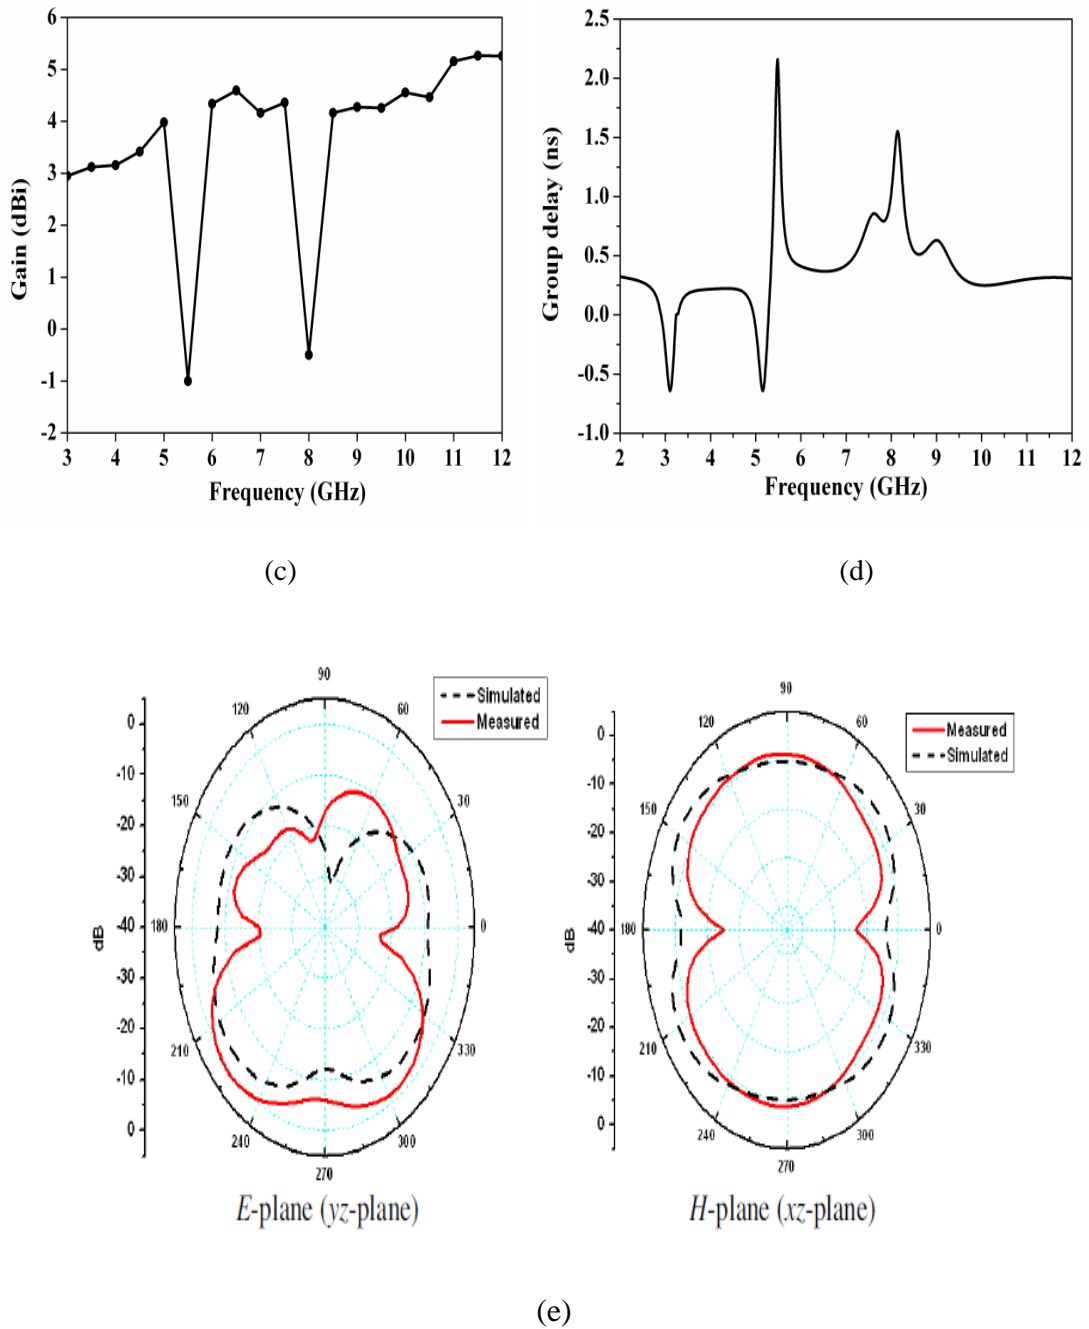 6
5
4
3
2
1
0
-1
-2
Gain (dBi)
3 4 5 6 7 8 9 10 11 12
Frequency (GHz)
(c)
2.5
2.0
1.5
1.0
0.5
0.0
-0.5
-1.0
Group delay (ns)
2 3 4 5 6 7 8 9 10 11 12
Frequency (GHz)
(d)
0
-10
-20
-30
-40
-30
-20
-10
0
dB
90
120 60
150 30
180 0
210 330
240 300
270
Simulated
Measured
E-plane (yz-plane)
0
-10
-20
-30
-40
-30
-20
-10
0
dB
90
120 60
150 30
180 0
210 330
240 300
270
Measured
Simulated
H-plane (xz-plane)
(e)